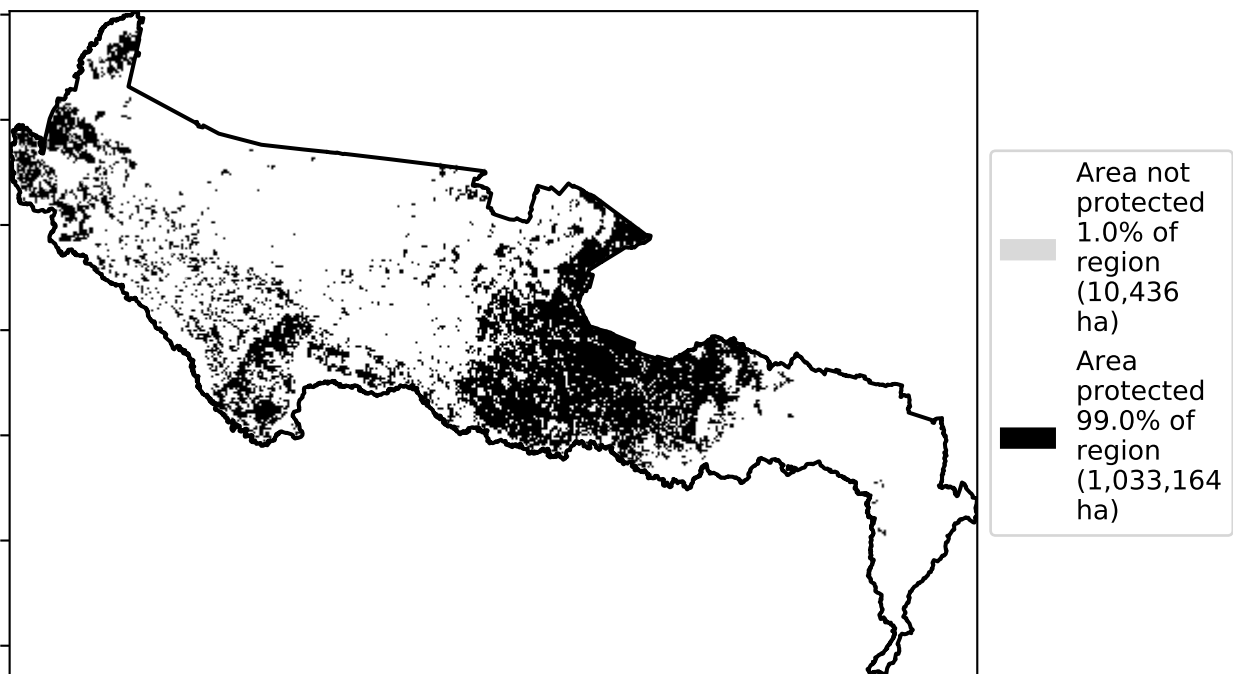 Area not
protected
1.0% of
region
(10,436
ha)
Area
protected
99.0% of
region
(1,033,164
ha)